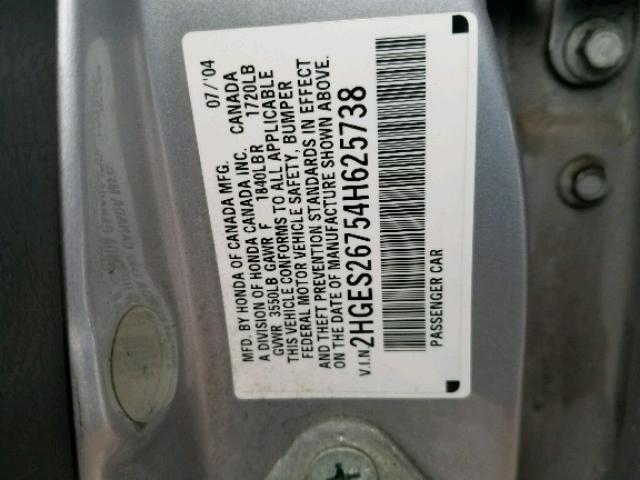 MFD. BY HONDA OF CANADA MFG. 07/'04
A DIVISION OF HONDA CANADA INC. CANADA
GVWR 3550LB GAWR F 1840LBR 1720LB
THIS VEHICLE CONFORMS TO ALL APPLICABLE
FEDERAL MOTOR VEHICLE SAFETY, BUMPER
AND THEFT PREVENTION STANDARDS IN EFFECT
ON THE DATE OF MANUFACTURE SHOWN ABOVE.
V.I.N. 2HGES26754H625738
PASSENGER CAR